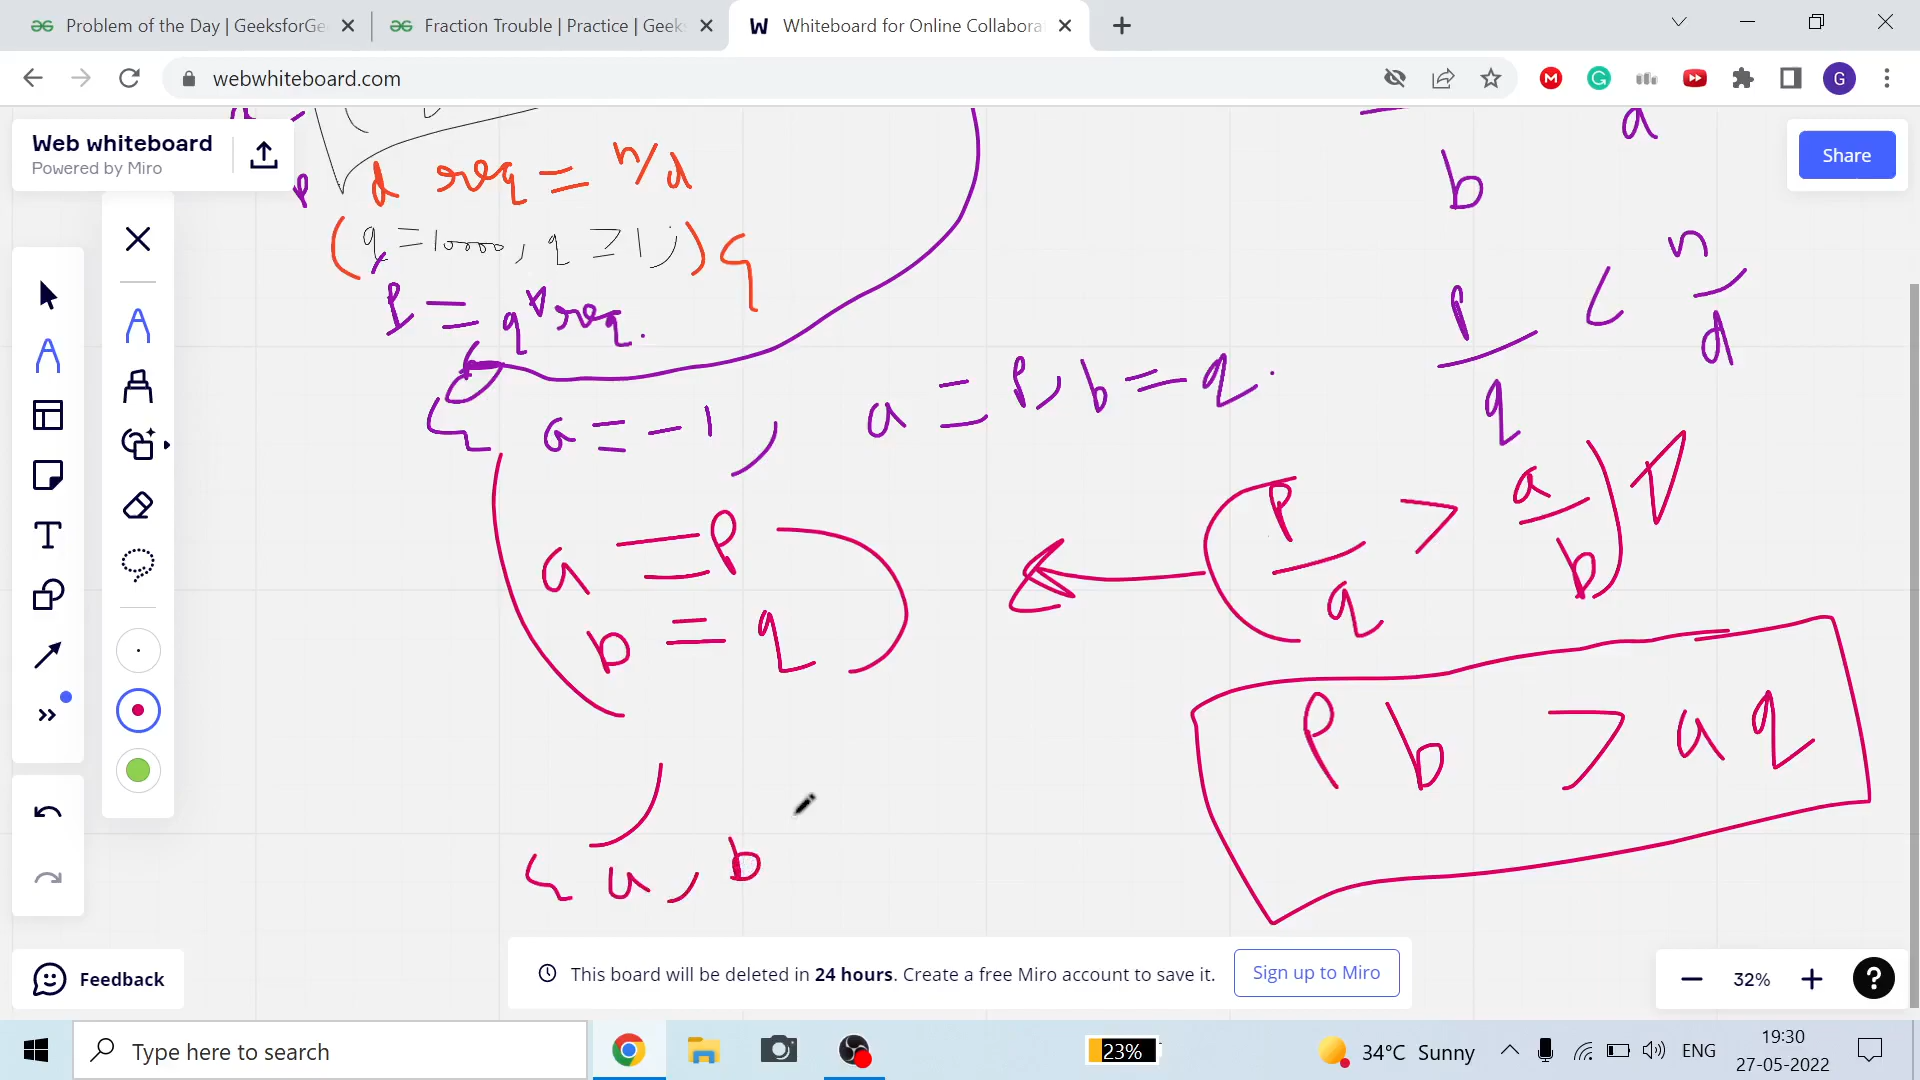 Problem of the Day | GeeksforGe
Fraction Trouble | Practice | Geeks
Whiteboard for Online Collabora
webwhiteboard.com
G
Web whiteboard
Powered by Miro
Share
d req = n/d
(q = 10000, q ≥ 1 ; )
P = q * req.
a = -1 , a = P, b = q .
b
a
P/q < n/d
P/q > a/b
a = P
b = q
P b > a q
{ a, b
Feedback
This board will be deleted in 24 hours. Create a free Miro account to save it.
Sign up to Miro
32%
?
Type here to search
23%
34°C Sunny
ENG
19:30
27-05-2022